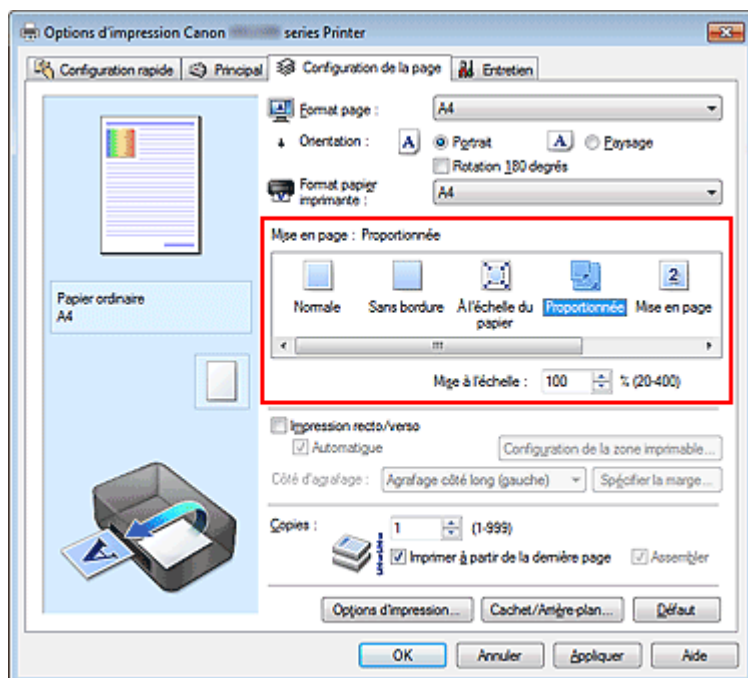 Options d'impression Canon series Printer
Configuration rapide Principal Configuration de la page Entretien
Format page : A4
Orientation : A Portrait A Paysage
Rotation 180 degrés
Format papier imprimante : A4
Mise en page : Proportionnée
Normale Sans bordure À l'échelle du papier Proportionnée 2 Mise en page
Mise à l'échelle : 100 % (20-400)
Papier ordinaire
A4
Impression recto/verso
Automatique Configuration de la zone imprimable...
Côté d'agrafage : Agrafage côté long (gauche) Spécifier la marge...
Copies : 1 (1-999)
Imprimer à partir de la dernière page Assembler
Options d'impression... Cachet/Arrière-plan... Défaut
OK Annuler Appliquer Aide